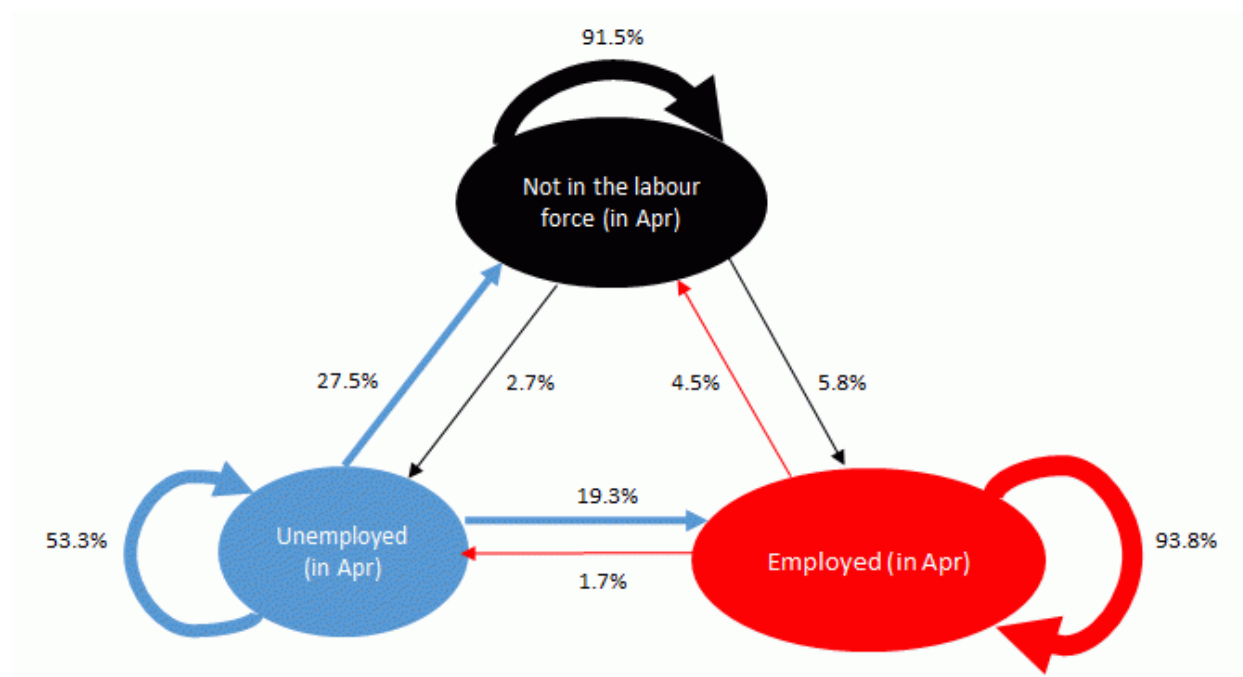 91.5%
Not in the labour
force (in Apr)
27.5%
2.7%
4.5%
5.8%
19.3%
53.3%
Unemployed
(in Apr)
Employed (in Apr)
93.8%
1.7%